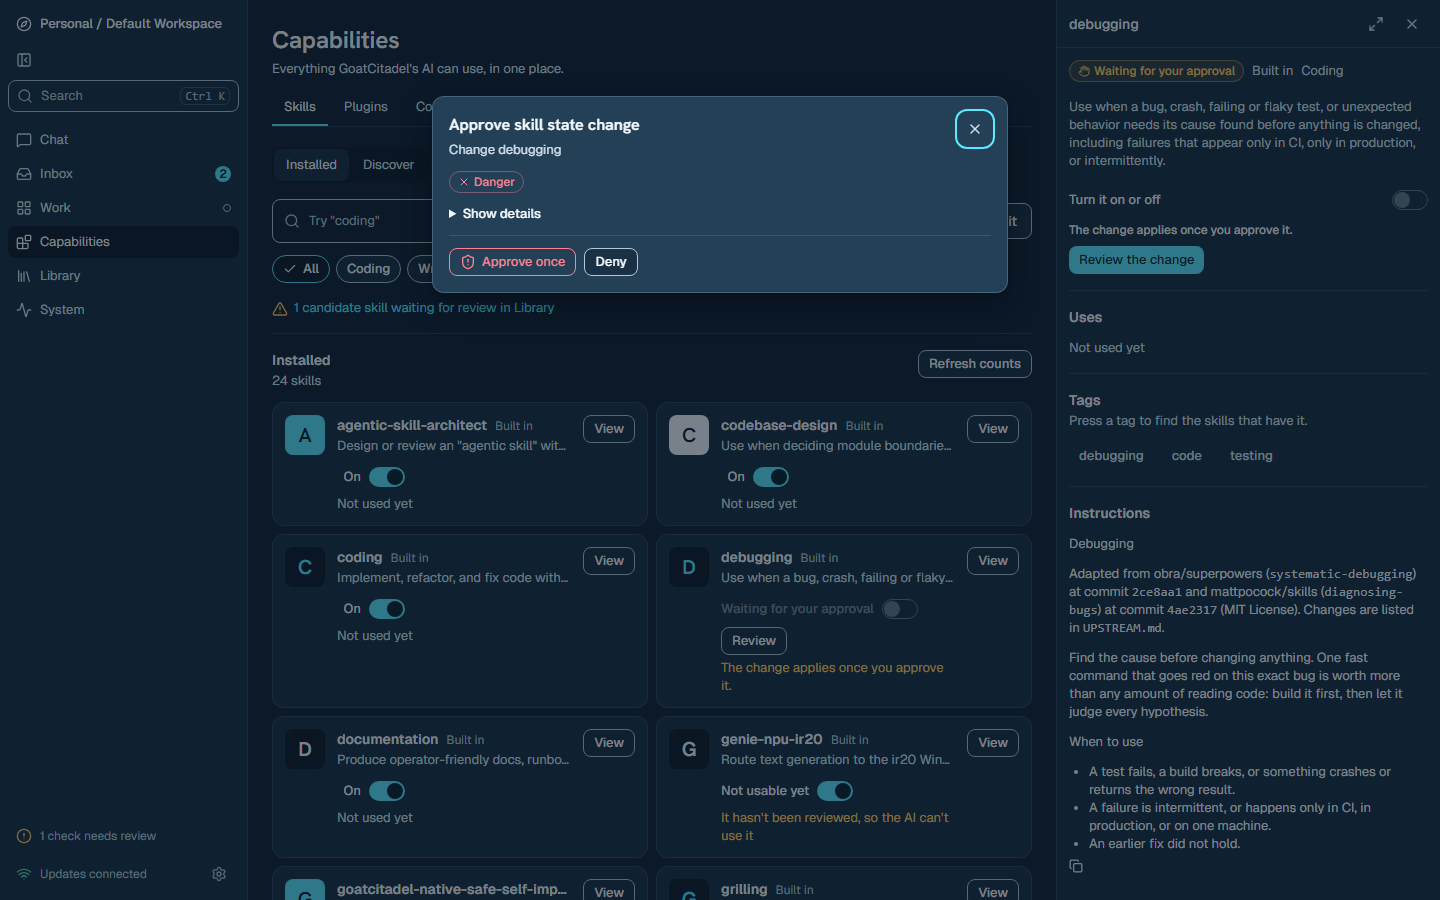 Personal / Default Workspace
Search
Ctrl K
Chat
Inbox
2
Work
Capabilities
Library
System
1 check needs review
Updates connected
Capabilities
Everything GoatCitadel's AI can use, in one place.
Skills
Plugins
Co
Installed
Discover
Try "coding"
it
All
Coding
Wr
1 candidate skill waiting for review in Library
Approve skill state change
Change debugging
Danger
Show details
Approve once
Deny
Installed
24 skills
Refresh counts
A
agentic-skill-architect Built in
Design or review an "agentic skill" wit...
View
On
Not used yet
C
codebase-design Built in
Use when deciding module boundarie...
View
On
Not used yet
C
coding Built in
Implement, refactor, and fix code with...
View
On
Not used yet
D
debugging Built in
Use when a bug, crash, failing or flaky...
View
Waiting for your approval
Review
The change applies once you approve
it.
D
documentation Built in
Produce operator-friendly docs, runbo...
View
On
Not used yet
G
genie-npu-ir20 Built in
Route text generation to the ir20 Win...
View
Not usable yet
It hasn't been reviewed, so the AI can't
use it
G
goatcitadel-native-safe-self-imp...
View
G
grilling Built in
View
debugging
Waiting for your approval
Built in
Coding
Use when a bug, crash, failing or flaky test, or unexpected
behavior needs its cause found before anything is changed,
including failures that appear only in CI, only in production,
or intermittently.
Turn it on or off
The change applies once you approve it.
Review the change
Uses
Not used yet
Tags
Press a tag to find the skills that have it.
debugging
code
testing
Instructions
Debugging
Adapted from obra/superpowers (systematic-debugging)
at commit 2ce8aa1 and mattpocock/skills (diagnosing-
bugs) at commit 4ae2317 (MIT License). Changes are listed
in UPSTREAM.md.
Find the cause before changing anything. One fast
command that goes red on this exact bug is worth more
than any amount of reading code: build it first, then let it
judge every hypothesis.
When to use
• A test fails, a build breaks, or something crashes or
returns the wrong result.
• A failure is intermittent, or happens only in CI, in
production, or on one machine.
• An earlier fix did not hold.